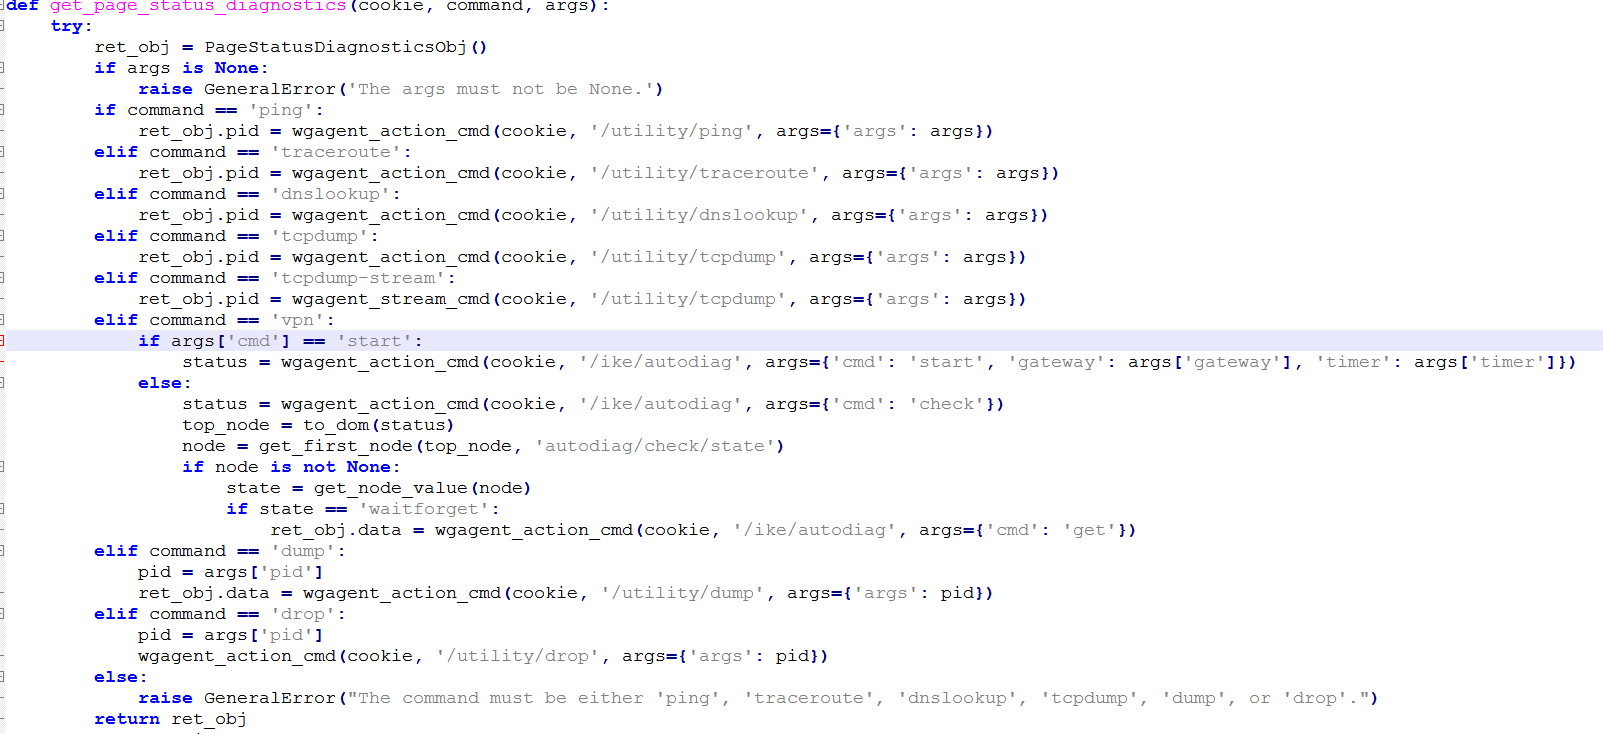 def get_page_status_diagnostics(cookie, command, args):
    try:
        ret_obj = PageStatusDiagnosticsObj()
        if args is None:
            raise GeneralError('The args must not be None.')
        if command == 'ping':
            ret_obj.pid = wgagent_action_cmd(cookie, '/utility/ping', args={'args': args})
        elif command == 'traceroute':
            ret_obj.pid = wgagent_action_cmd(cookie, '/utility/traceroute', args={'args': args})
        elif command == 'dnslookup':
            ret_obj.pid = wgagent_action_cmd(cookie, '/utility/dnslookup', args={'args': args})
        elif command == 'tcpdump':
            ret_obj.pid = wgagent_action_cmd(cookie, '/utility/tcpdump', args={'args': args})
        elif command == 'tcpdump-stream':
            ret_obj.pid = wgagent_stream_cmd(cookie, '/utility/tcpdump', args={'args': args})
        elif command == 'vpn':
            if args['cmd'] == 'start':
                status = wgagent_action_cmd(cookie, '/ike/autodiag', args={'cmd': 'start', 'gateway': args['gateway'], 'timer': args['timer']})
            else:
                status = wgagent_action_cmd(cookie, '/ike/autodiag', args={'cmd': 'check'})
                top_node = to_dom(status)
                node = get_first_node(top_node, 'autodiag/check/state')
                if node is not None:
                    state = get_node_value(node)
                    if state == 'waitforget':
                        ret_obj.data = wgagent_action_cmd(cookie, '/ike/autodiag', args={'cmd': 'get'})
        elif command == 'dump':
            pid = args['pid']
            ret_obj.data = wgagent_action_cmd(cookie, '/utility/dump', args={'args': pid})
        elif command == 'drop':
            pid = args['pid']
            wgagent_action_cmd(cookie, '/utility/drop', args={'args': pid})
        else:
            raise GeneralError("The command must be either 'ping', 'traceroute', 'dnslookup', 'tcpdump', 'dump', or 'drop'.")
        return ret_obj